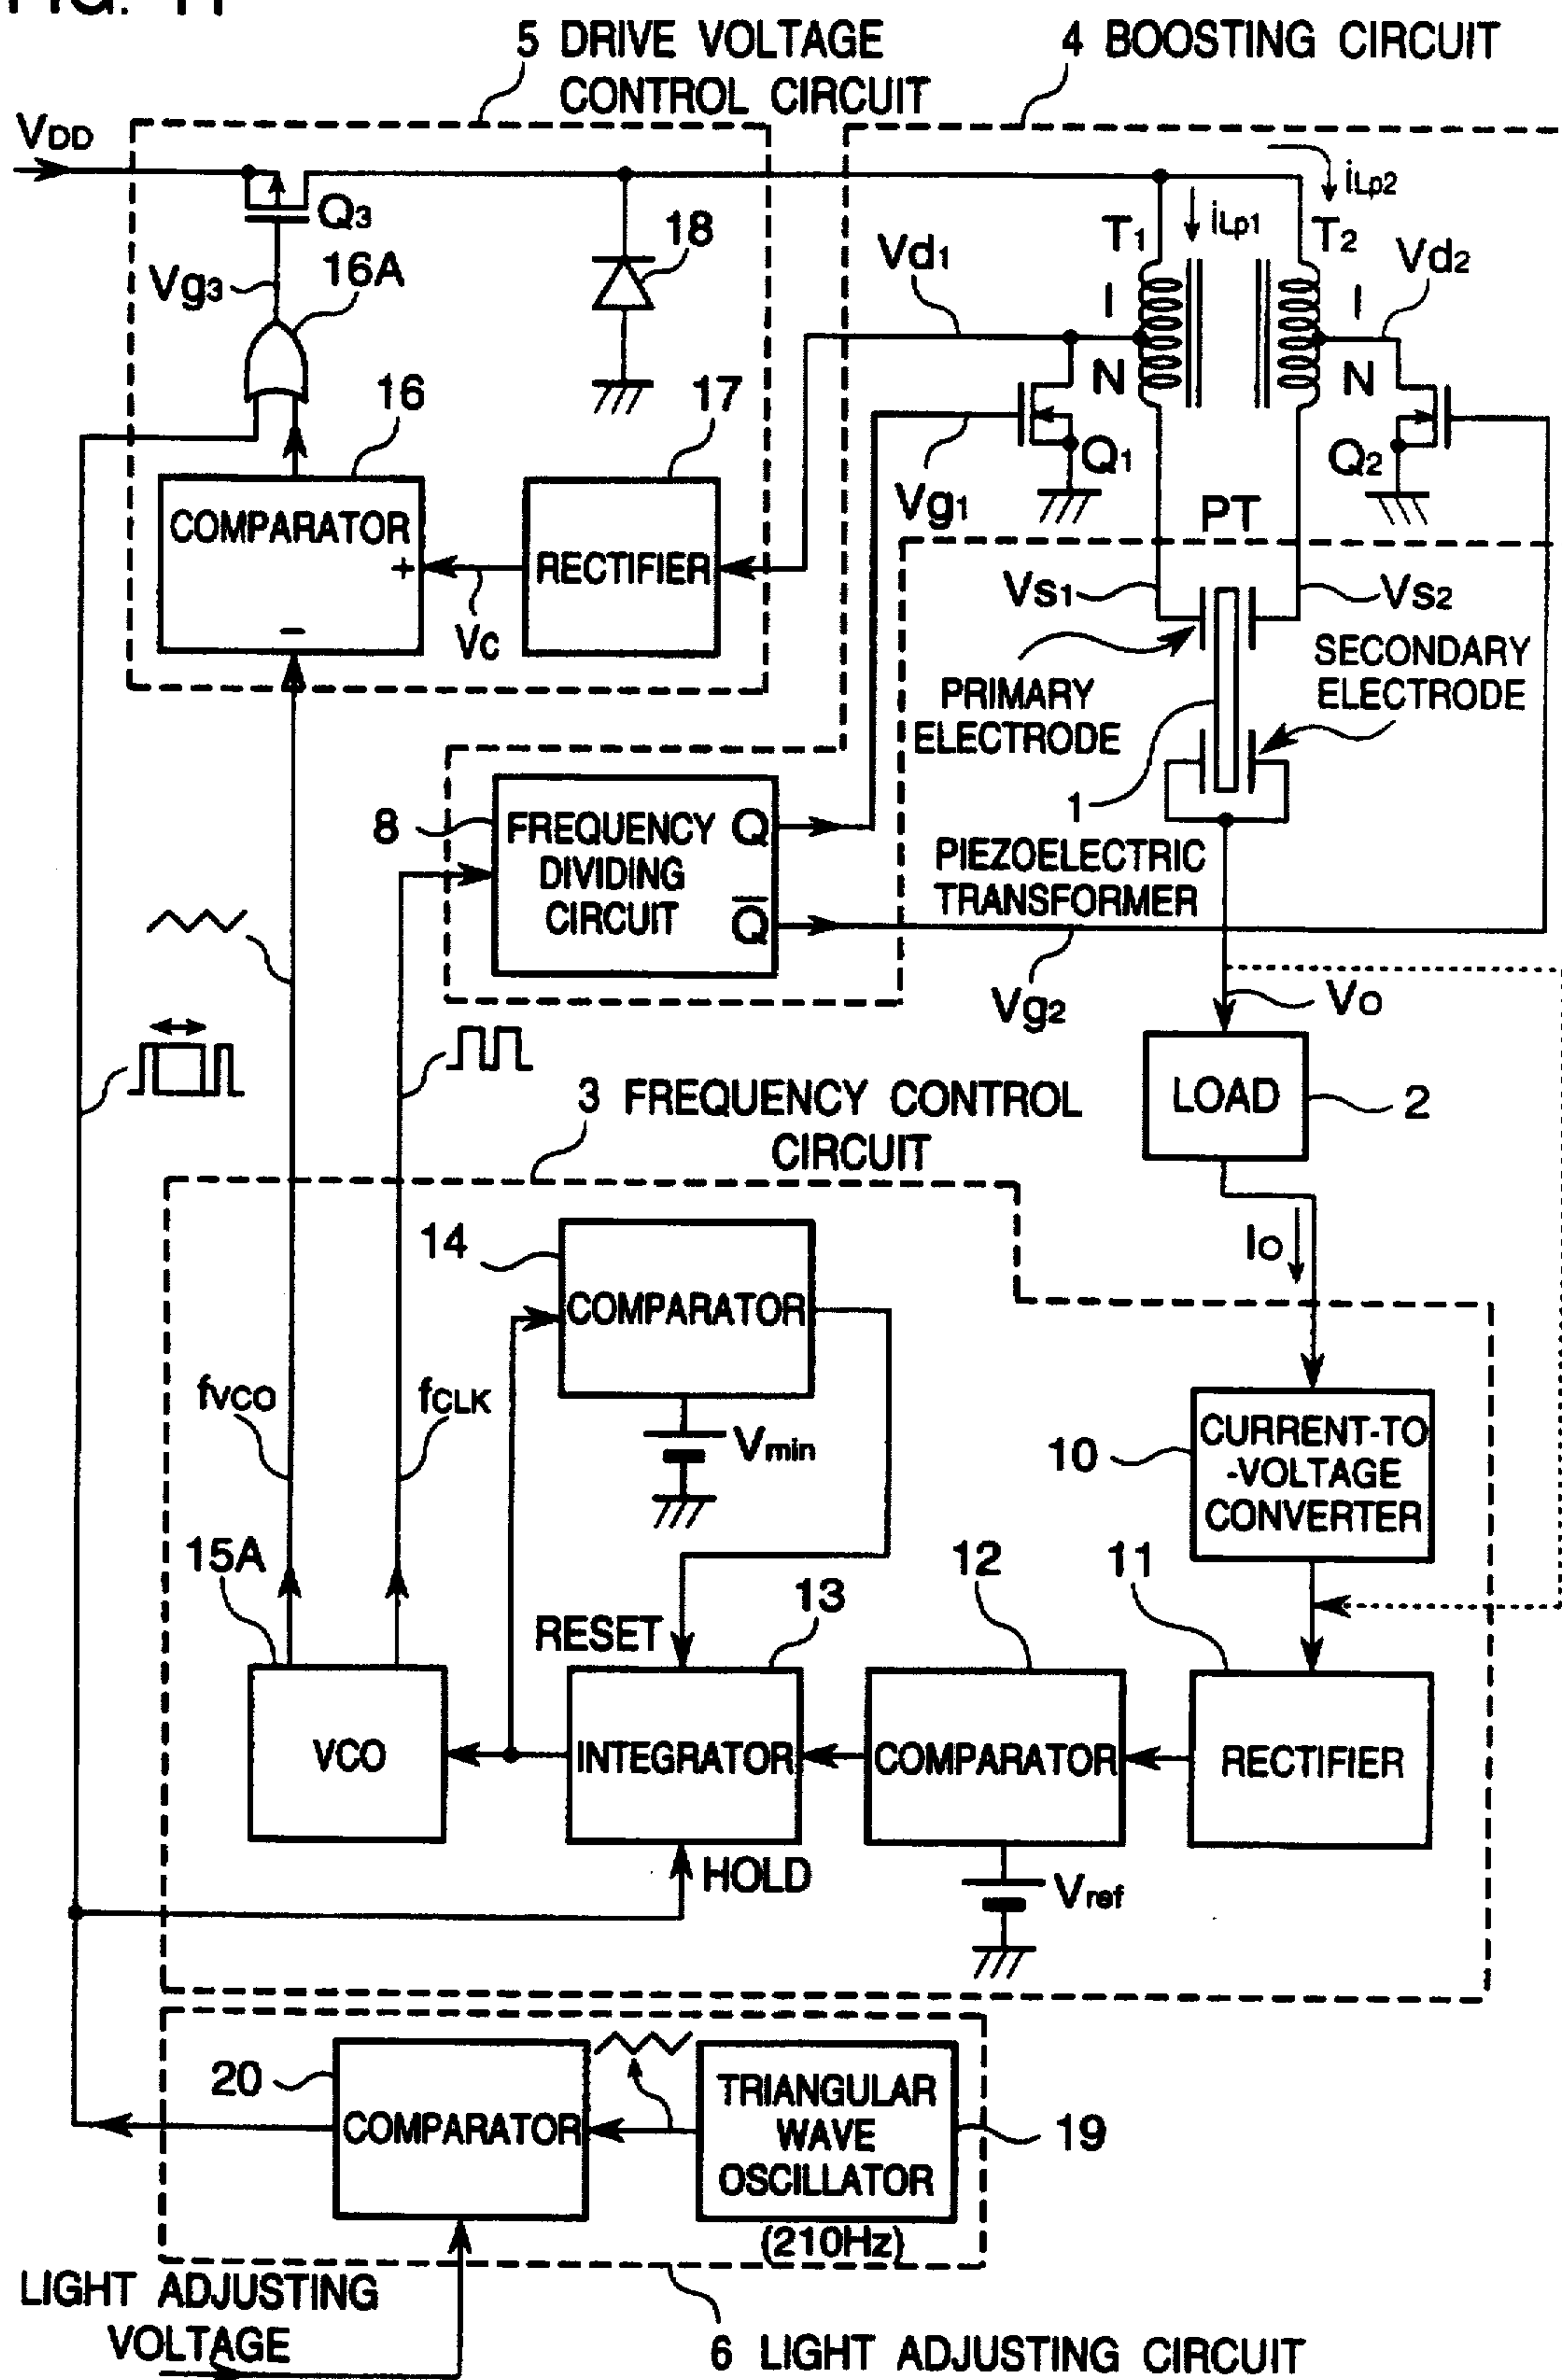 FIG. 11
5 DRIVE VOLTAGE
CONTROL CIRCUIT
4 BOOSTING CIRCUIT
VDD
Q3
Vg3
16A
18
Vd1
T1
iLp1
iLp2
T2
Vd2
I
N
I
N
16
17
Q1
Q2
Vg1
COMPARATOR
+
−
RECTIFIER
Vc
PT
Vs1
Vs2
PRIMARY
ELECTRODE
SECONDARY
ELECTRODE
1
PIEZOELECTRIC
TRANSFORMER
8
FREQUENCY
DIVIDING
CIRCUIT
Q
Q̅
Vg2
Vo
LOAD
2
3 FREQUENCY CONTROL
CIRCUIT
Io
14
COMPARATOR
Vmin
fVCO
fCLK
10
CURRENT-TO
-VOLTAGE
CONVERTER
15A
VCO
RESET
13
INTEGRATOR
HOLD
12
COMPARATOR
Vref
11
RECTIFIER
20
COMPARATOR
TRIANGULAR
WAVE
OSCILLATOR
(210Hz)
19
LIGHT ADJUSTING
VOLTAGE
6 LIGHT ADJUSTING CIRCUIT